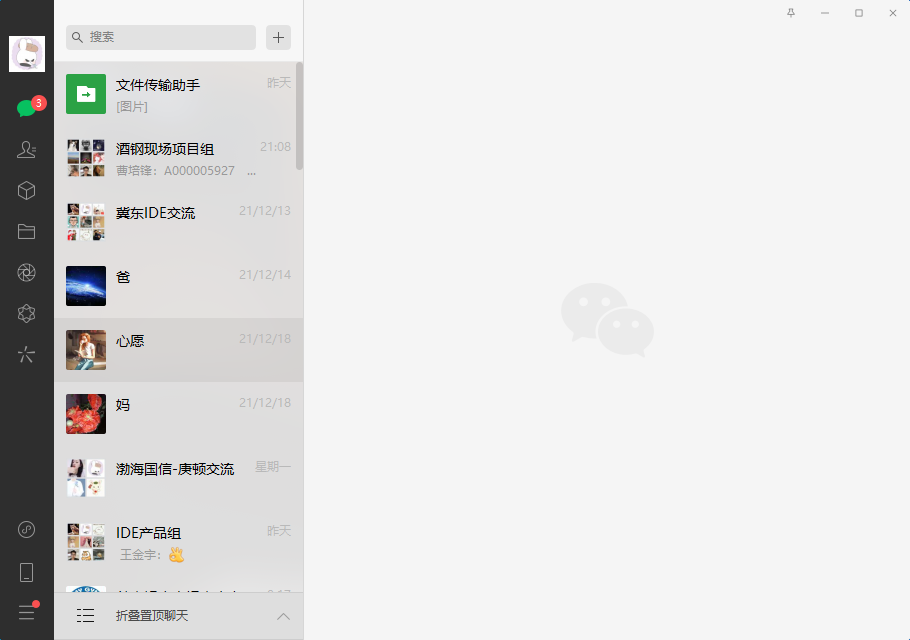 搜索
3
文件传输助手
昨天
[图片]
酒钢现场项目组
21:08
曹培锋：A000005927 ...
冀东IDE交流
21/12/13
爸
21/12/14
心愿
21/12/18
妈
21/12/18
渤海国信-庚顿交流
星期一
IDE产品组
昨天
王金宇：
折叠置顶聊天